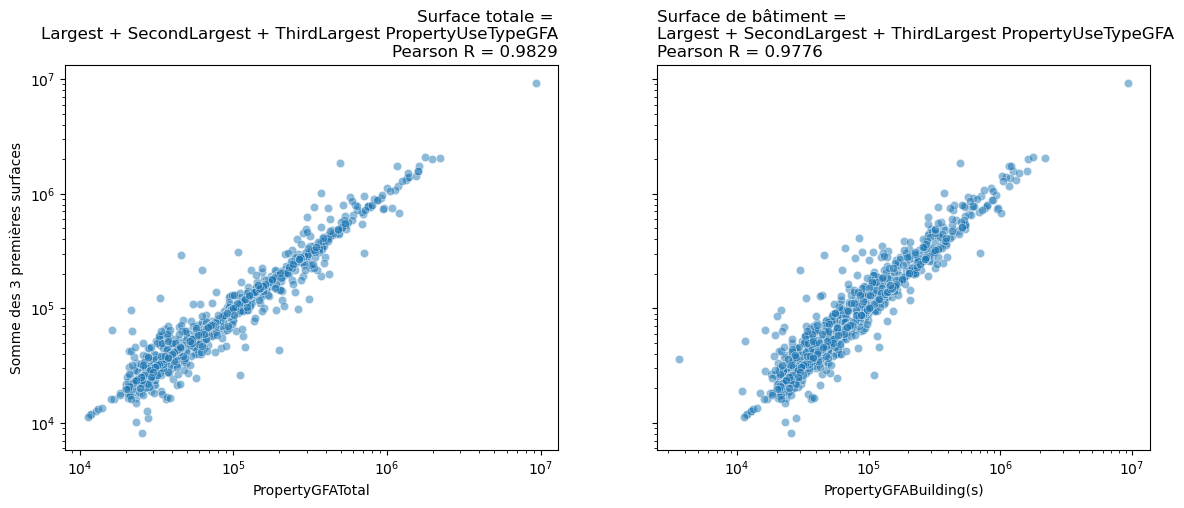 Surface totale =
Largest + SecondLargest + ThirdLargest PropertyUseTypeGFA
Pearson R = 0.9829
Somme des 3 premières surfaces
10⁷
10⁶
10⁵
10⁴
10⁴ 10⁵ 10⁶ 10⁷
PropertyGFATotal
Surface de bâtiment =
Largest + SecondLargest + ThirdLargest PropertyUseTypeGFA
Pearson R = 0.9776
10⁴ 10⁵ 10⁶ 10⁷
PropertyGFABuilding(s)